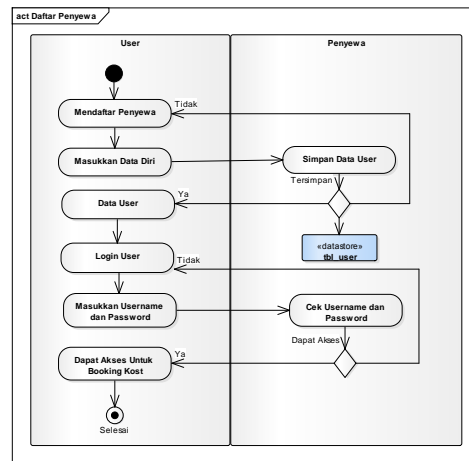 act Daftar Penyewa
User
Penyewa
Mendaftar Penyewa
Tidak
Masukkan Data Diri
Simpan Data User
Tersimpan
Ya
Data User
«datastore»
tbl_user
Login User
Tidak
Masukkan Username
dan Password
Cek Username dan
Password
Dapat Akses
Ya
Dapat Akses Untuk
Booking Kost
Selesai